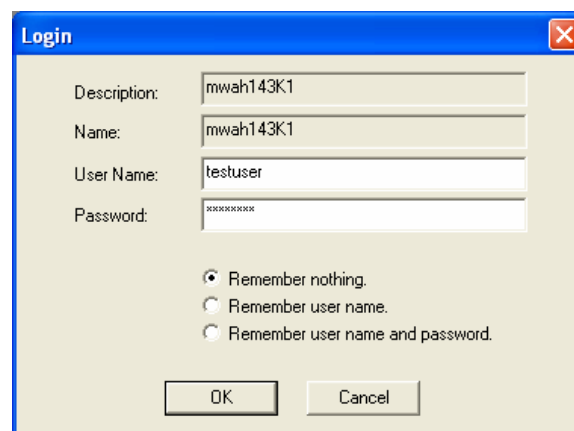 Login
Description: mwah143K1
Name: mwah143K1
User Name: testuser
Password: ********
Remember nothing.
Remember user name.
Remember user name and password.
OK Cancel